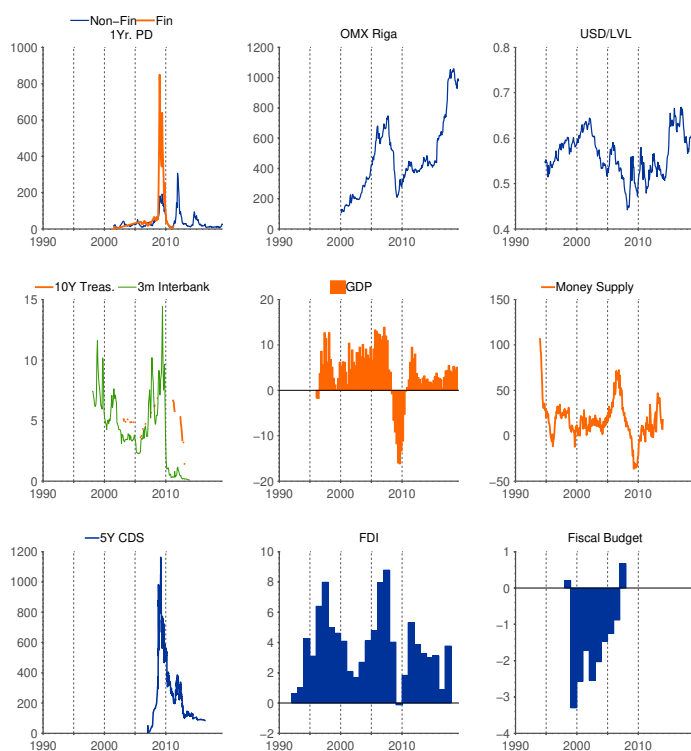 Non-Fin Fin
1Yr. PD
OMX Riga
USD/LVL
1000
800
600
400
200
0
1990 2000 2010
1200
1000
800
600
400
200
0
1990 2000 2010
0.8
0.7
0.6
0.5
0.4
1990 2000 2010
10Y Treas. 3m Interbank
GDP
Money Supply
15
10
5
0
1990 2000 2010
20
10
0
−10
−20
1990 2000 2010
150
100
50
0
−50
1990 2000 2010
5Y CDS
FDI
Fiscal Budget
1200
1000
800
600
400
200
0
1990 2000 2010
10
8
6
4
2
0
−2
1990 2000 2010
1
0
−1
−2
−3
−4
1990 2000 2010